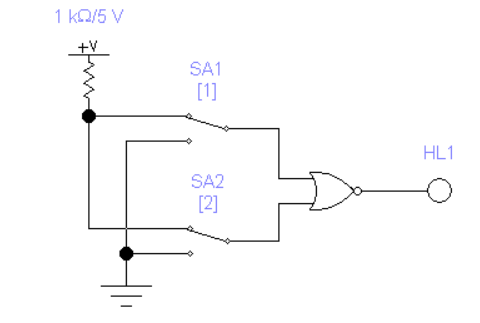 1 kΩ/5 V
+V
SA1
[1]
HL1
SA2
[2]